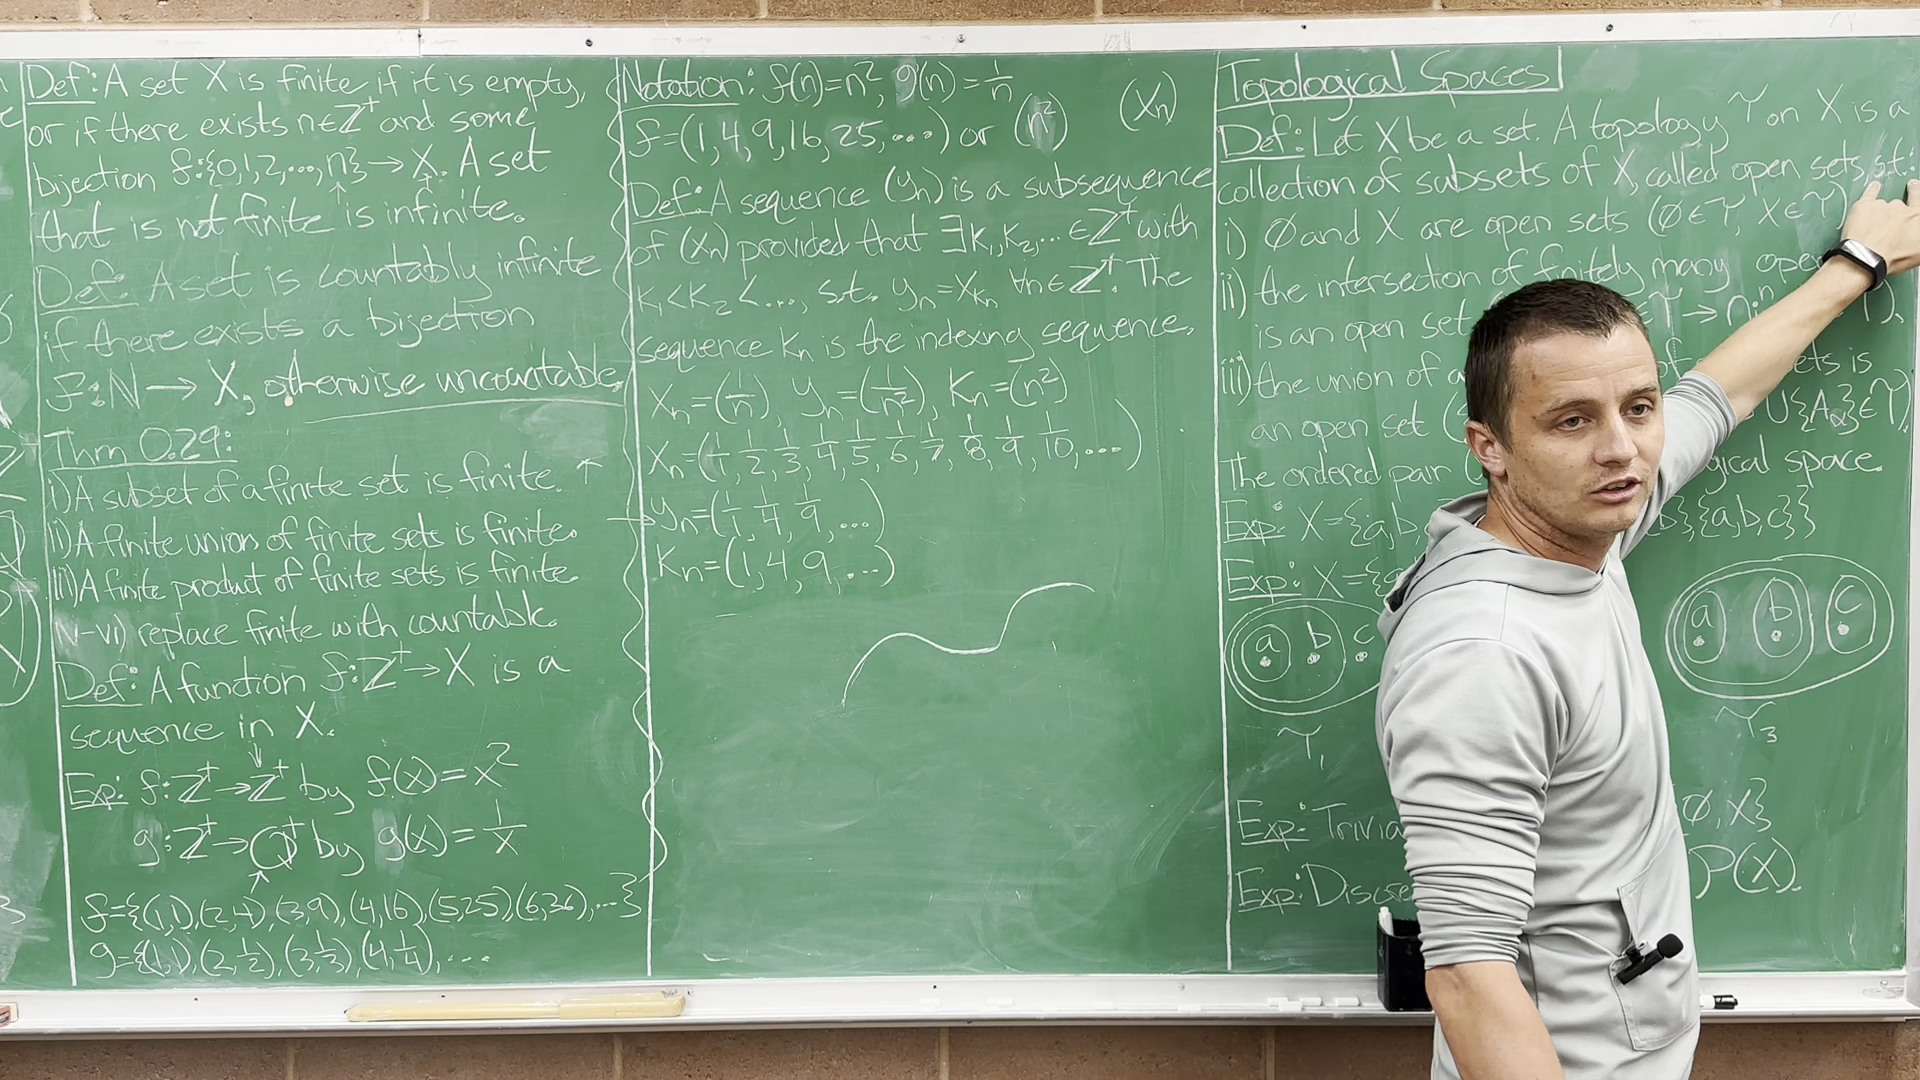 Def: A set X is finite if it is empty,
or if there exists n∈Z⁺ and some
bijection f:{0,1,2,...,n}→X. A set
that is not finite is infinite.
Def: A set is countably infinite
if there exists a bijection
f:N→X, otherwise uncountable.
Thm 0.29:
i) A subset of a finite set is finite.
ii) A finite union of finite sets is finite.
iii) A finite product of finite sets is finite.
iv-vi) replace finite with countable.
Def: A function f:Z⁺→X is a
sequence in X.
Exp: f:Z⁺→Z⁺ by f(x)=x²
g:Z⁺→Q⁺ by g(x)=1/x
f={(1,1),(2,4),(3,9),(4,16),(5,25),(6,36),...}
g={(1,1),(2,1/2),(3,1/3),(4,1/4),...
Notation: f(n)=n², g(n)=1/n
f=(1,4,9,16,25,...) or (n²) (Xn)
Def: A sequence (yn) is a subsequence
of (xn) provided that ∃k₁,k₂,...∈Z⁺ with
k₁<k₂<..., s.t. yn=xkn ∀n∈Z⁺. The
sequence kn is the indexing sequence.
Xn=(1/n), yn=(1/n²), Kn=(n²)
Xn=(1/1,1/2,1/3,1/4,1/5,1/6,1/7,1/8,1/9,1/10,...)
yn=(1/1,1/4,1/9,...)
Kn=(1,4,9,...)
Topological Spaces
Def: Let X be a set. A topology 𝒯 on X is a
collection of subsets of X, called open sets, s.t.
i) ∅ and X are open sets (∅∈𝒯, X∈𝒯)
ii) the intersection of finitely many
is an open set
iii) the union of
is
an open set ∪{Aα}∈𝒯).
The ordered pair space.
Exp: X={a,b, b},{a,b,c}}
Exp: X={
a b c
a b c
𝒯₁
𝒯₃
Exp: ∅,X}
Exp: P(X).